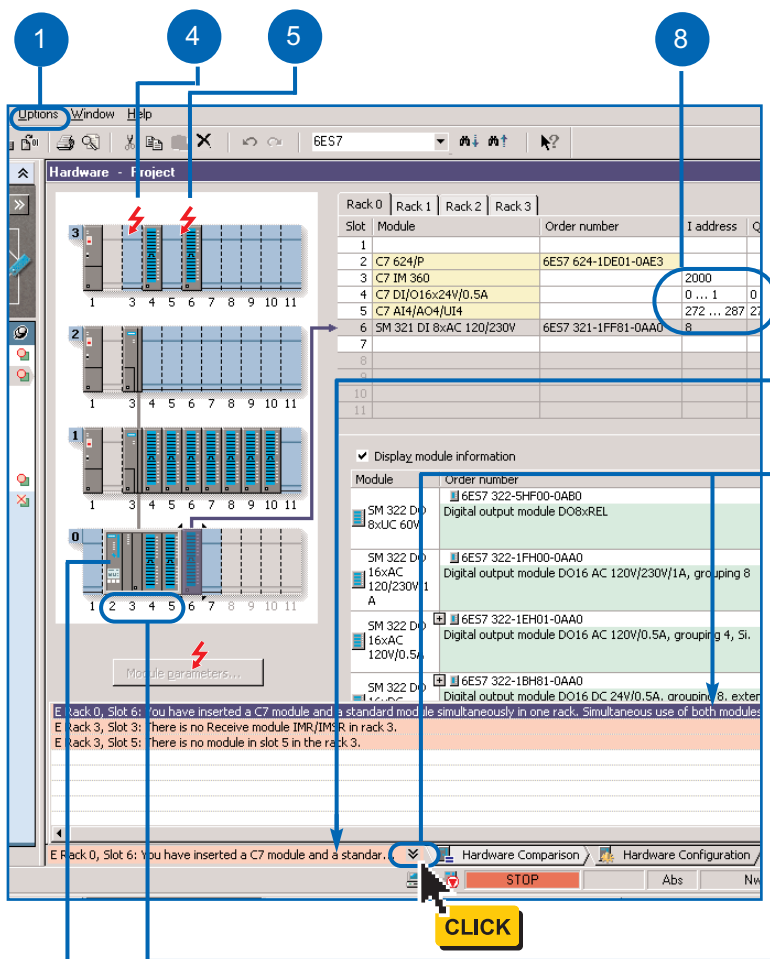 1
4
5
8
Options Window Help
6ES7
Hardware - Project
Rack 0 Rack 1 Rack 2 Rack 3
Slot Module Order number I address Q
1
2 C7 624/P 6ES7 624-1DE01-0AE3
3 C7 IM 360 2000
4 C7 DI/O16x24V/0.5A 0 ... 1 0
5 C7 AI4/AO4/UI4 272 ... 287 27
6 SM 321 DI 8xAC 120/230V 6ES7 321-1FF81-0AA0 8
7
8
9
10
11
3
1 3 4 5 6 7 8 9 10 11
2
1 3 4 5 6 7 8 9 10 11
1
1 3 4 5 6 7 8 9 10 11
0
1 2 3 4 5 6 7 8 9 10 11
Module parameters...
Display module information
Module Order number
SM 322 DO 8xUC 60V
6ES7 322-5HF00-0AB0
Digital output module DO8xREL
SM 322 DO 16xAC 120/230V/1 A
6ES7 322-1FH00-0AA0
Digital output module DO16 AC 120V/230V/1A, grouping 8
SM 322 DO 16xAC 120V/0.5A
6ES7 322-1EH01-0AA0
Digital output module DO16 AC 120V/0.5A, grouping 4, Si.
SM 322 DO
6ES7 322-1BH81-0AA0
Digital output module DO16 DC 24V/0.5A, grouping 8, exten
E Rack 0, Slot 6: You have inserted a C7 module and a standard module simultaneously in one rack. Simultaneous use of both modules
E Rack 3, Slot 3: There is no Receive module IMR/IMSR in rack 3.
E Rack 3, Slot 5: There is no module in slot 5 in the rack 3.
E Rack 0, Slot 6: You have inserted a C7 module and a standar...
Hardware Comparison Hardware Configuration
STOP Abs Nw
CLICK